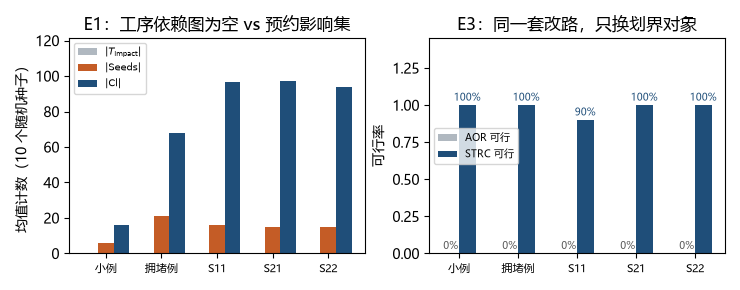 E1：工序依赖图为空 vs 预约影响集
120
100
80
60
40
20
0
均值计数（10 个随机种子）
|T_Impact|
|Seeds|
|Cl|
小例
拥堵例
S11
S21
S22
E3：同一套改路，只换划界对象
1.25
1.00
0.75
0.50
0.25
0.00
可行率
100%
100%
90%
100%
100%
AOR 可行
STRC 可行
0%
0%
0%
0%
0%
小例
拥堵例
S11
S21
S22